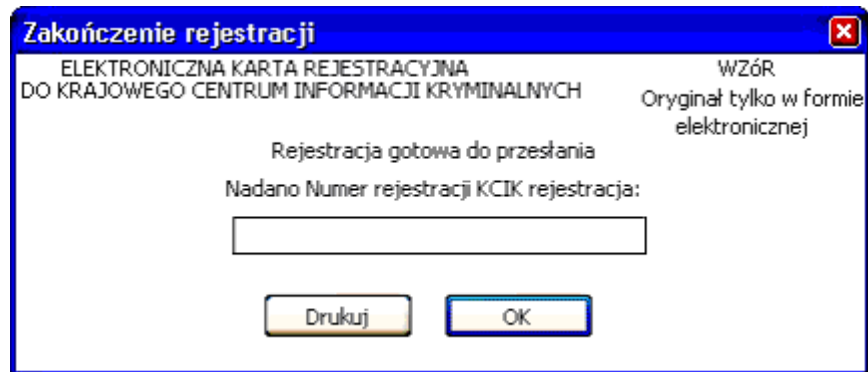 Zakończenie rejestracji
ELEKTRONICZNA KARTA REJESTRACYJNA
DO KRAJOWEGO CENTRUM INFORMACJI KRYMINALNYCH
WZóR
Oryginał tylko w formie
elektronicznej
Rejestracja gotowa do przesłania
Nadano Numer rejestracji KCIK rejestracja:
Drukuj
OK